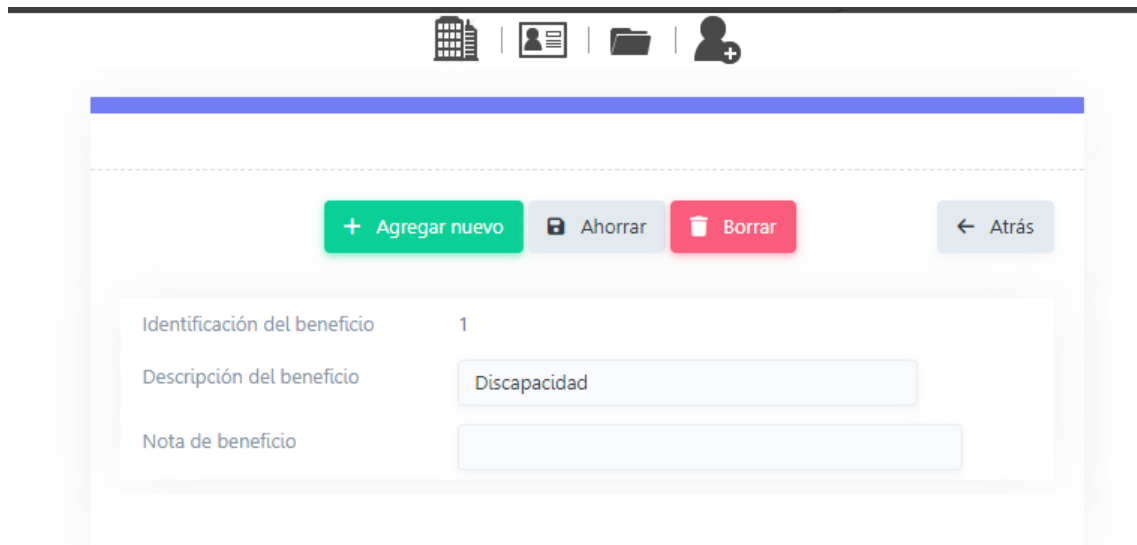 Agregar nuevo Ahorrar Borrar Atrás
Identificación del beneficio 1
Descripción del beneficio Discapacidad
Nota de beneficio